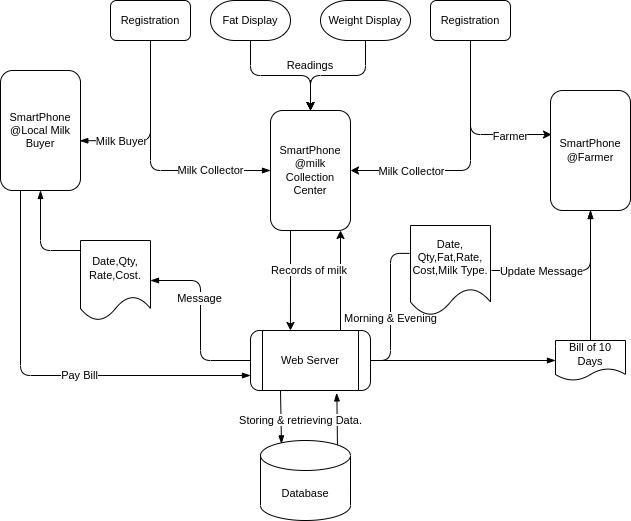 Registration
Fat Display
Weight Display
Registration
Readings
SmartPhone
@Local Milk
Buyer
Milk Buyer
SmartPhone
@milk
Collection
Center
Farmer
SmartPhone
@Farmer
Milk Collector
Milk Collector
Date,Qty,
Rate,Cost.
Records of milk
Date,
Qty,Fat,Rate,
Cost,Milk Type.
Update Message
Message
Morning & Evening
Web Server
Bill of 10
Days
Pay Bill
Storing & retrieving Data.
Database